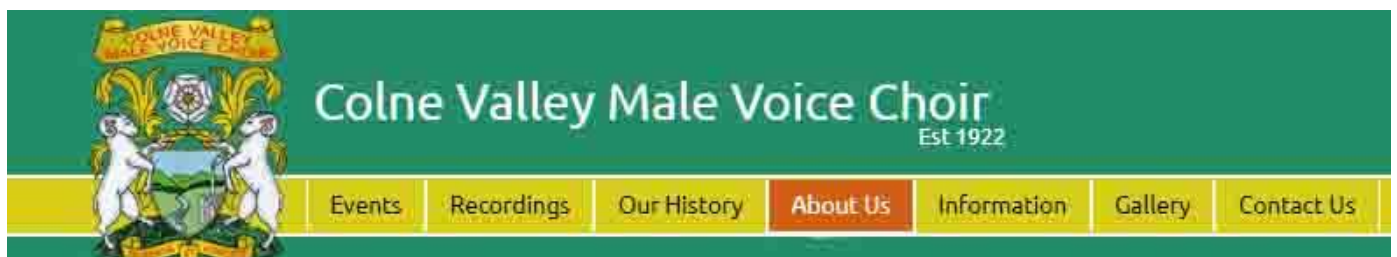 COLNE VALLEY
MALE VOICE CHOIR
Colne Valley Male Voice Choir
Est 1922
Events Recordings Our History About Us Information Gallery Contact Us